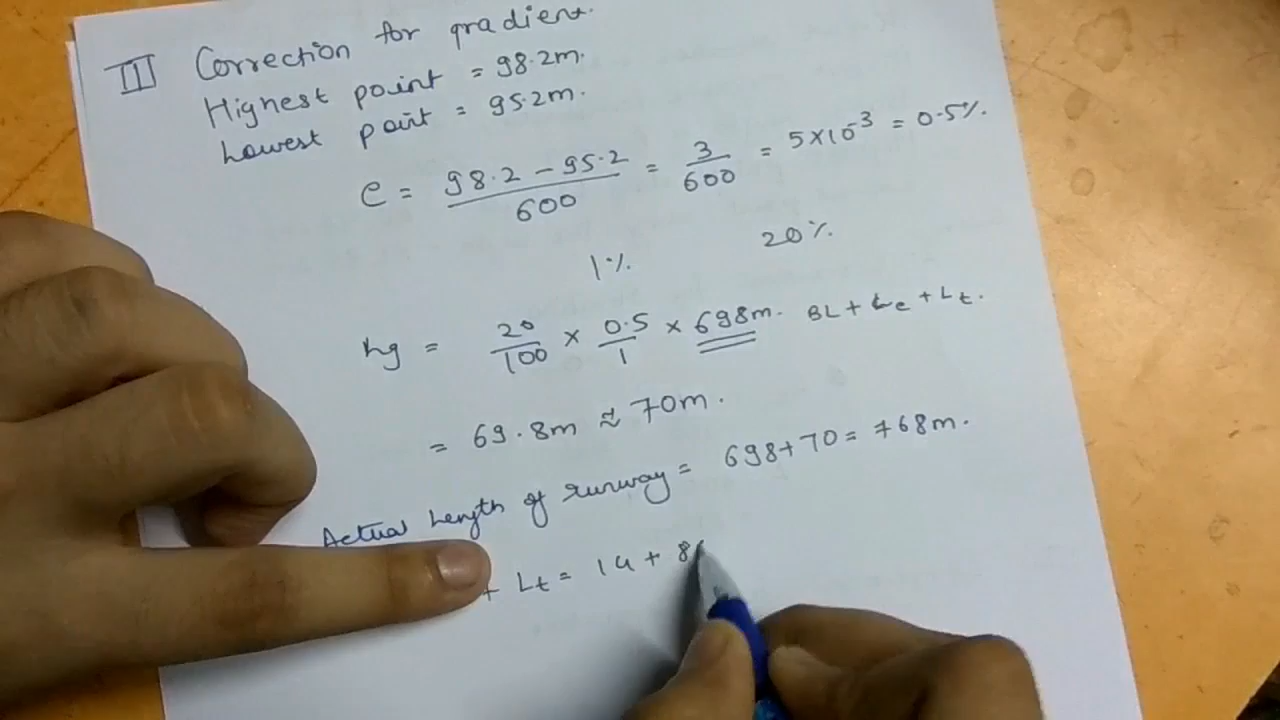 III Correction for gradient.
Highest point = 98.2m.
Lowest point = 95.2m.
e = 98.2 - 95.2 / 600 = 3 / 600 = 5×10^-3 = 0.5%.
1%. 20%.
hg = 20/100 × 0.5/1 × 698m. BL + Le + Lt.
= 69.8m ≈ 70m.
Actual Length of runway = 698+70 = 768m.
+ Lt = 14 + 8